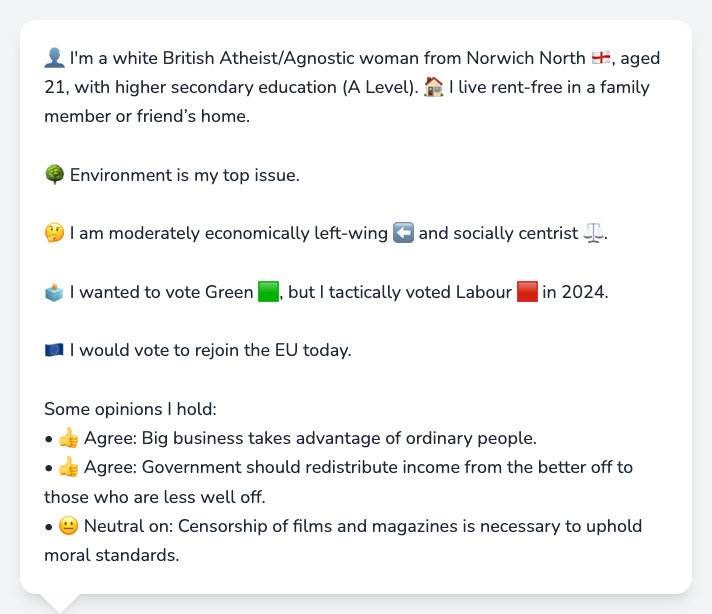 👤 I'm a white British Atheist/Agnostic woman from Norwich North 🏴󠁧󠁢󠁥󠁮󠁧󠁿, aged
21, with higher secondary education (A Level). 🏠 I live rent-free in a family
member or friend’s home.
🌳 Environment is my top issue.
🤔 I am moderately economically left-wing ⬅️ and socially centrist ⚖️.
🗳️ I wanted to vote Green 🟩, but I tactically voted Labour 🟥 in 2024.
🇪🇺 I would vote to rejoin the EU today.
Some opinions I hold:
• 👍 Agree: Big business takes advantage of ordinary people.
• 👍 Agree: Government should redistribute income from the better off to
those who are less well off.
• 😐 Neutral on: Censorship of films and magazines is necessary to uphold
moral standards.